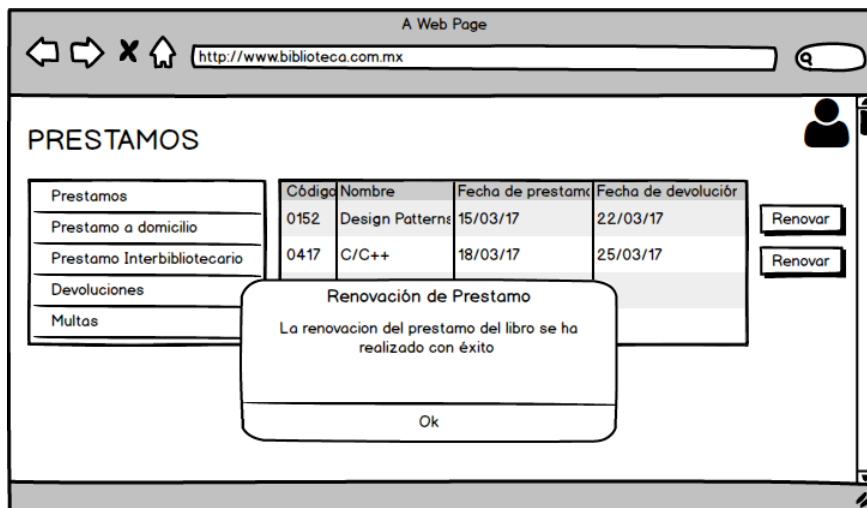 A Web Page
http://www.biblioteca.com.mx
PRESTAMOS
Prestamos
Prestamo a domicilio
Prestamo Interbibliotecario
Devoluciones
Multas
Código Nombre Fecha de prestamo Fecha de devolución
0152 Design Patterns 15/03/17 22/03/17 Renovar
0417 C/C++ 18/03/17 25/03/17 Renovar
Renovación de Prestamo
La renovacion del prestamo del libro se ha
realizado con éxito
Ok